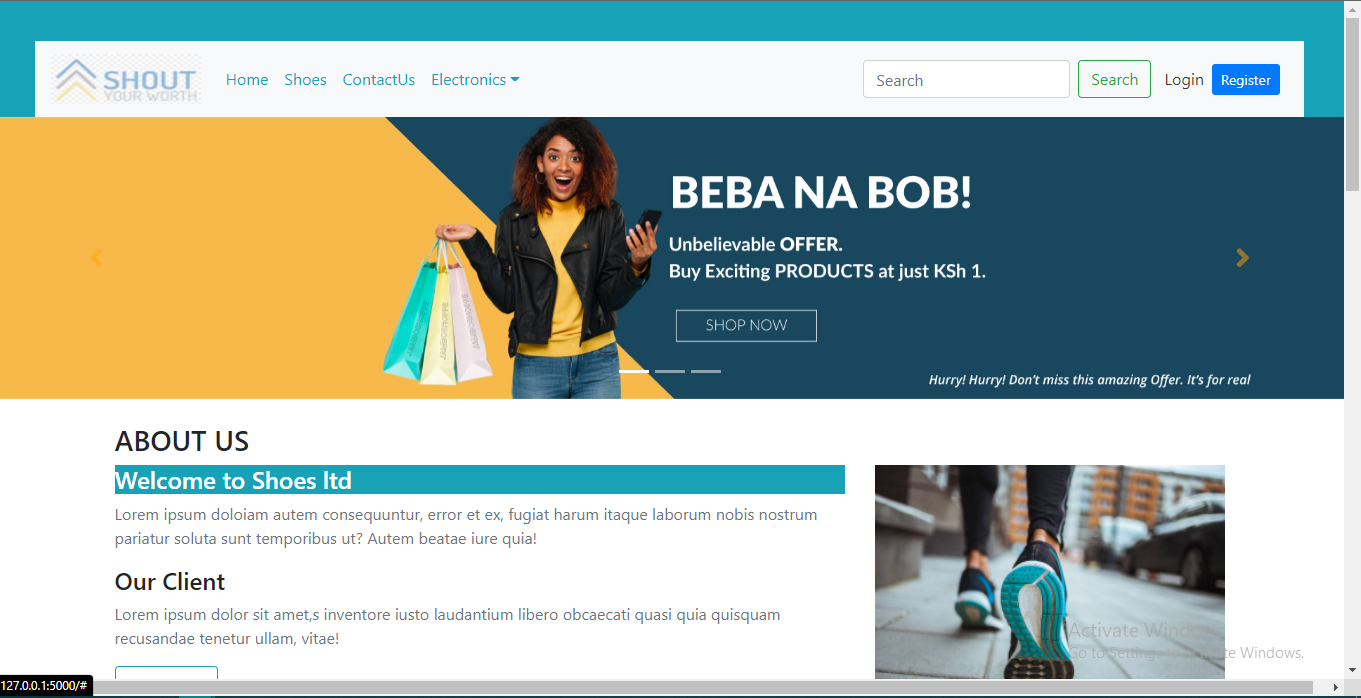 SHOUT
YOUR WORTH
Home Shoes ContactUs Electronics
Search
Search
Login
Register
BEBA NA BOB!
Unbelievable OFFER.
Buy Exciting PRODUCTS at just KSh 1.
SHOP NOW
Hurry! Hurry! Don't miss this amazing Offer. It's for real
ABOUT US
Welcome to Shoes ltd
Lorem ipsum doloiam autem consequuntur, error et ex, fugiat harum itaque laborum nobis nostrum
pariatur soluta sunt temporibus ut? Autem beatae iure quia!
Our Client
Lorem ipsum dolor sit amet,s inventore iusto laudantium libero obcaecati quasi quia quisquam
recusandae tenetur ullam, vitae!
Activate Windows
Go to Settings to activate Windows.
127.0.0.1:5000/#